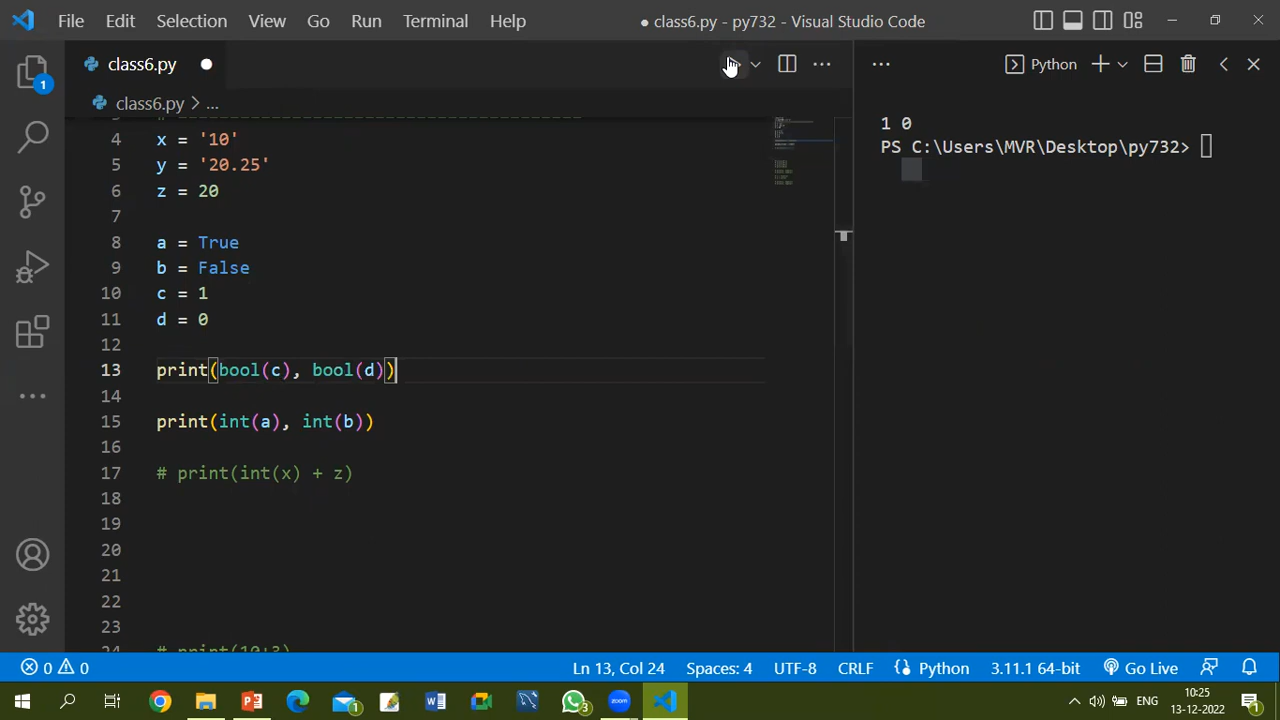 File Edit Selection View Go Run Terminal Help ● class6.py - py732 - Visual Studio Code
class6.py ●
Python
class6.py > ...
4 x = '10'
5 y = '20.25'
6 z = 20
7
8 a = True
9 b = False
10 c = 1
11 d = 0
12
13 print(bool(c), bool(d))
14
15 print(int(a), int(b))
16
17 # print(int(x) + z)
18
19
20
21
22
23
1 0
PS C:\Users\MVR\Desktop\py732>
1
0 0 Ln 13, Col 24 Spaces: 4 UTF-8 CRLF Python 3.11.1 64-bit Go Live
1 3 ENG 10:25
13-12-2022 1